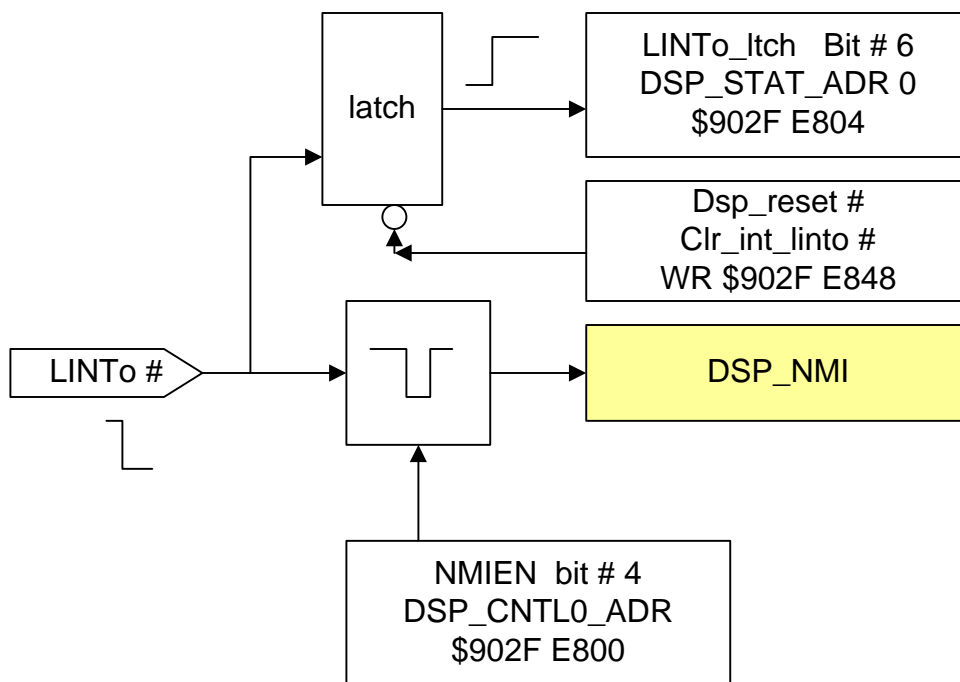 LINTo_ltch Bit # 6
DSP_STAT_ADR 0
$902F E804
latch
Dsp_reset #
Clr_int_linto #
WR $902F E848
LINTo #
DSP_NMI
NMIEN bit # 4
DSP_CNTL0_ADR
$902F E800